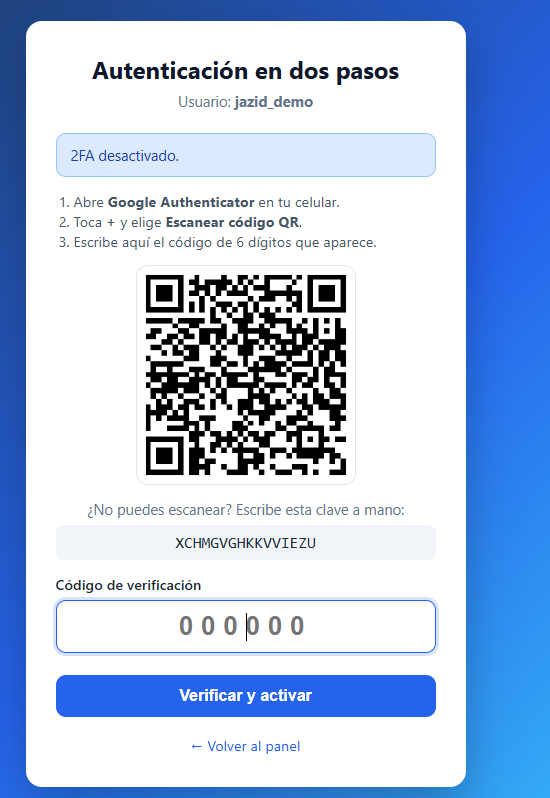 Autenticación en dos pasos
Usuario: jazid_demo
2FA desactivado.
1. Abre Google Authenticator en tu celular.
2. Toca + y elige Escanear código QR.
3. Escribe aquí el código de 6 dígitos que aparece.
¿No puedes escanear? Escribe esta clave a mano:
XCHMGVGHKKVVIEZU
Código de verificación
000000
Verificar y activar
← Volver al panel